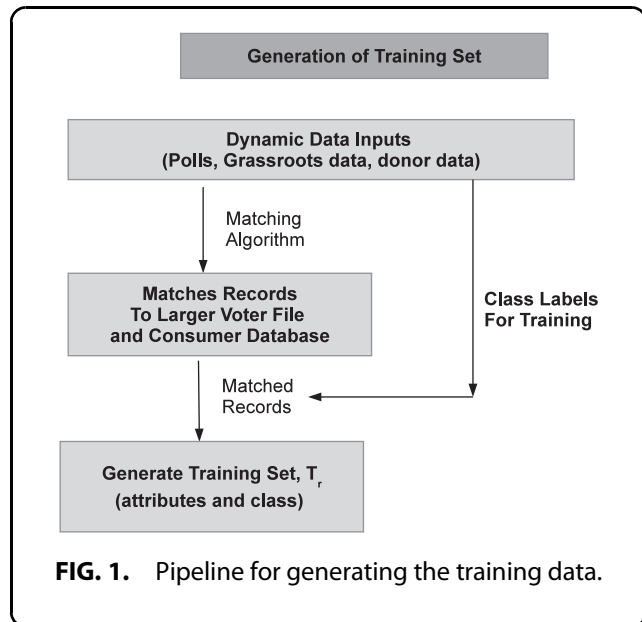 Generation of Training Set
Dynamic Data Inputs
(Polls, Grassroots data, donor data)
Matching
Algorithm
Matches Records
To Larger Voter File
and Consumer Database
Class Labels
For Training
Matched
Records
Generate Training Set, Tr
(attributes and class)
FIG. 1. Pipeline for generating the training data.